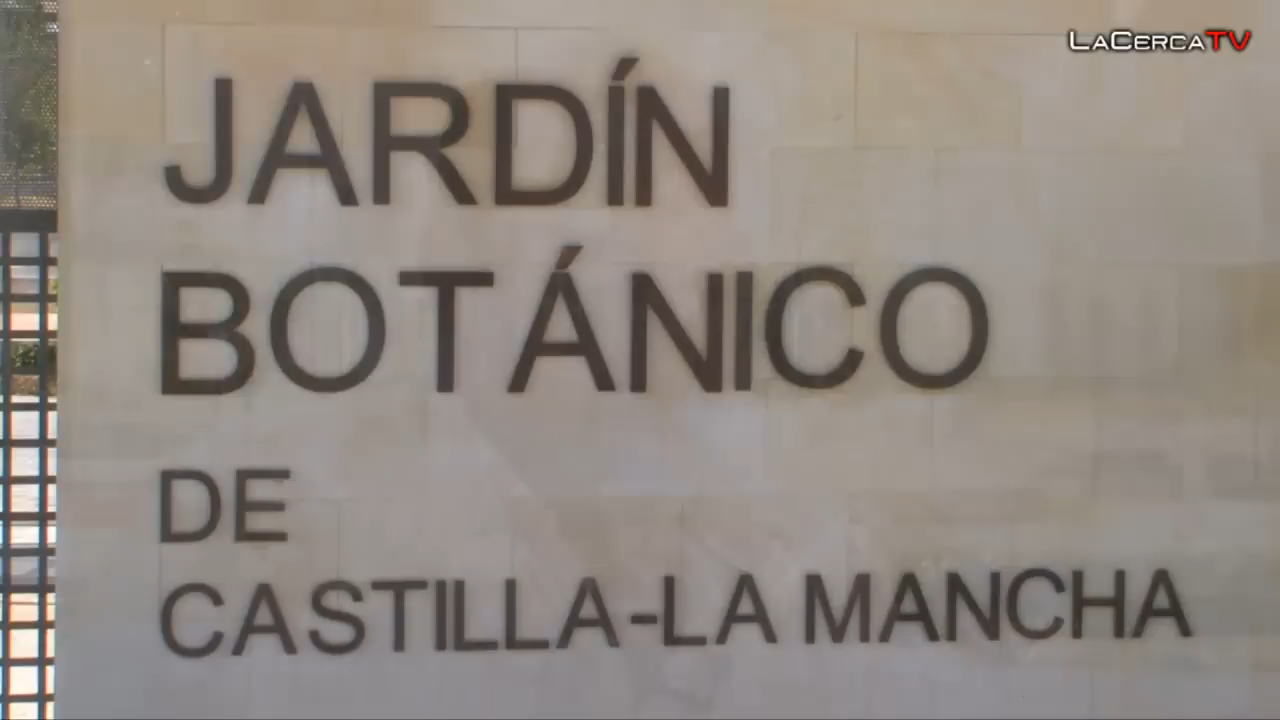 LaCercaTV
JARDÍN
BOTÁNICO
DE
CASTILLA-LA MANCHA